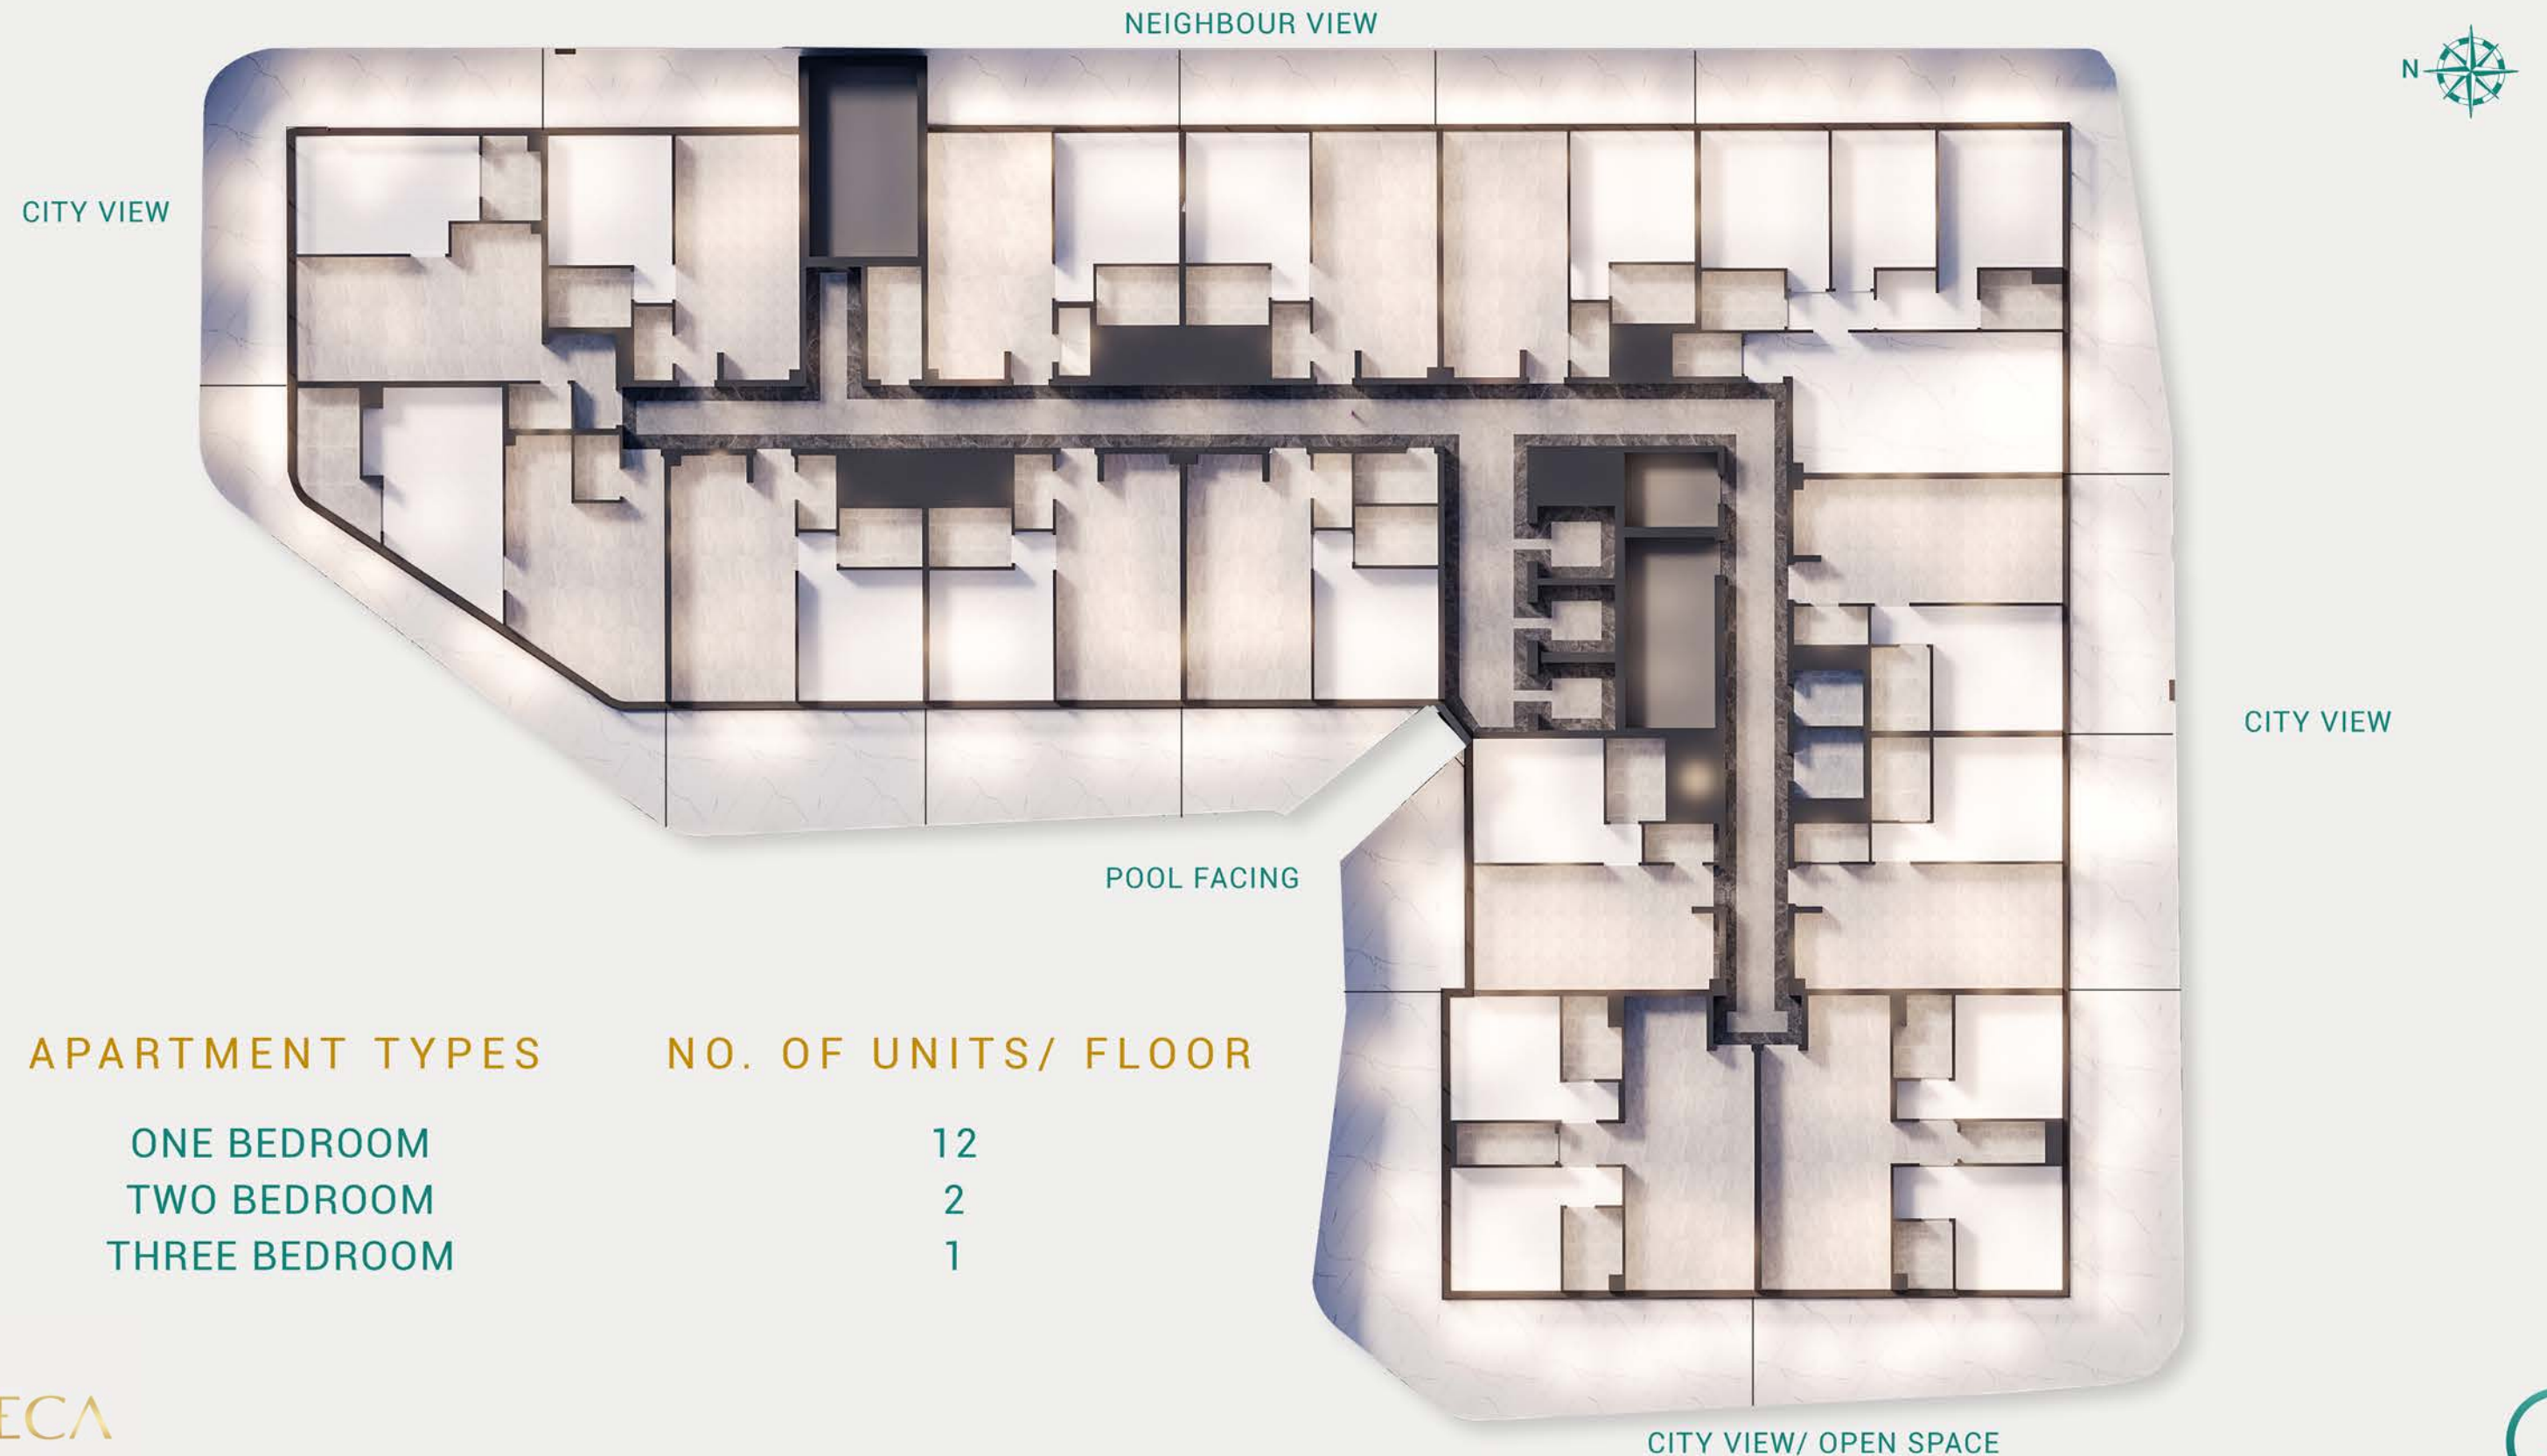 NEIGHBOUR VIEW
N
CITY VIEW
CITY VIEW
POOL FACING
APARTMENT TYPES NO. OF UNITS/ FLOOR
ONE BEDROOM 12
TWO BEDROOM 2
THREE BEDROOM 1
ECA
CITY VIEW/ OPEN SPACE